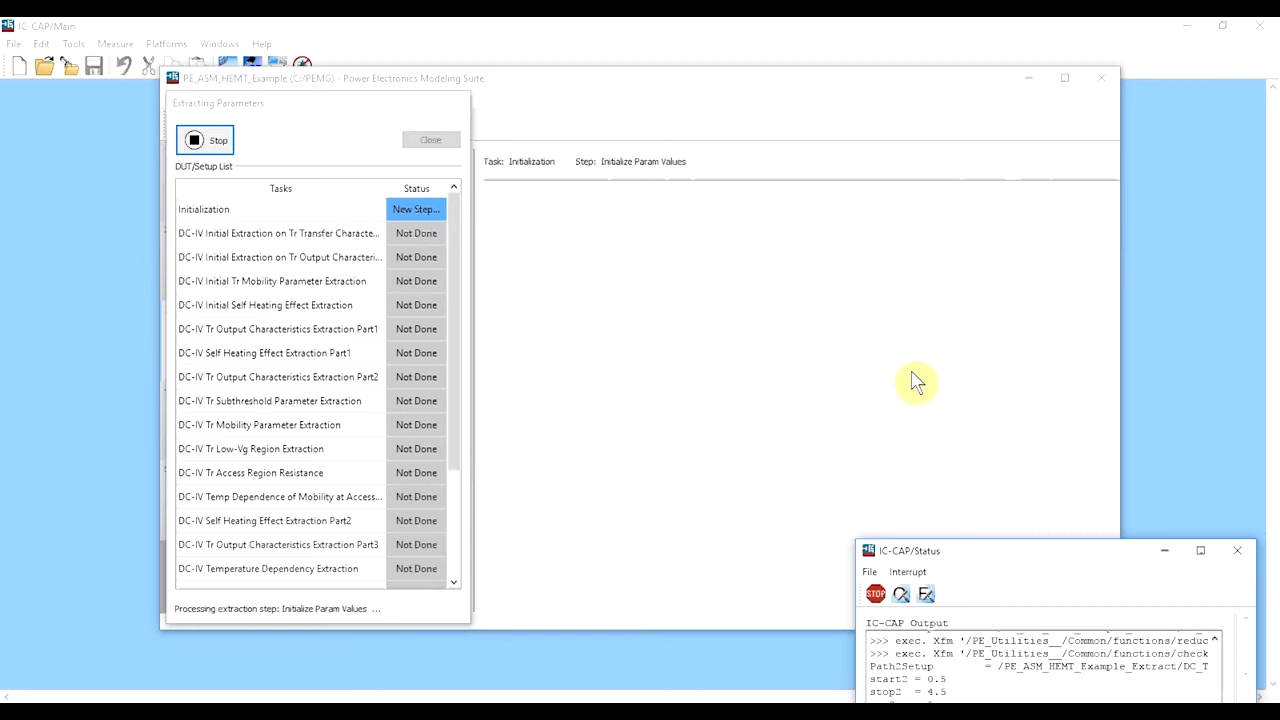 IC-CAP/Main
File Edit Tools Measure Platforms Windows Help
PE_ASM_HEMT_Example (C:/PEMG) - Power Electronics Modeling Suite
Extracting Parameters
Stop Close
DUT/Setup List
Task: Initialization Step: Initialize Param Values
Tasks Status
Initialization New Step...
DC-IV Initial Extraction on Tr Transfer Characte... Not Done
DC-IV Initial Extraction on Tr Output Characteri... Not Done
DC-IV Initial Tr Mobility Parameter Extraction Not Done
DC-IV Initial Self Heating Effect Extraction Not Done
DC-IV Tr Output Characteristics Extraction Part1 Not Done
DC-IV Self Heating Effect Extraction Part1 Not Done
DC-IV Tr Output Characteristics Extraction Part2 Not Done
DC-IV Tr Subthreshold Parameter Extraction Not Done
DC-IV Tr Mobility Parameter Extraction Not Done
DC-IV Tr Low-Vg Region Extraction Not Done
DC-IV Tr Access Region Resistance Not Done
DC-IV Temp Dependence of Mobility at Access... Not Done
DC-IV Self Heating Effect Extraction Part2 Not Done
DC-IV Tr Output Characteristics Extraction Part3 Not Done
DC-IV Temperature Dependency Extraction Not Done
Processing extraction step: Initialize Param Values ...
IC-CAP/Status
File Interrupt
STOP
IC-CAP Output
>>> exec. Xfm '/PE_Utilities__/Common/functions/reduc
>>> exec. Xfm '/PE_Utilities__/Common/functions/check
Path2Setup = /PE_ASM_HEMT_Example_Extract/DC_T
start2 = 0.5
stop2 = 4.5